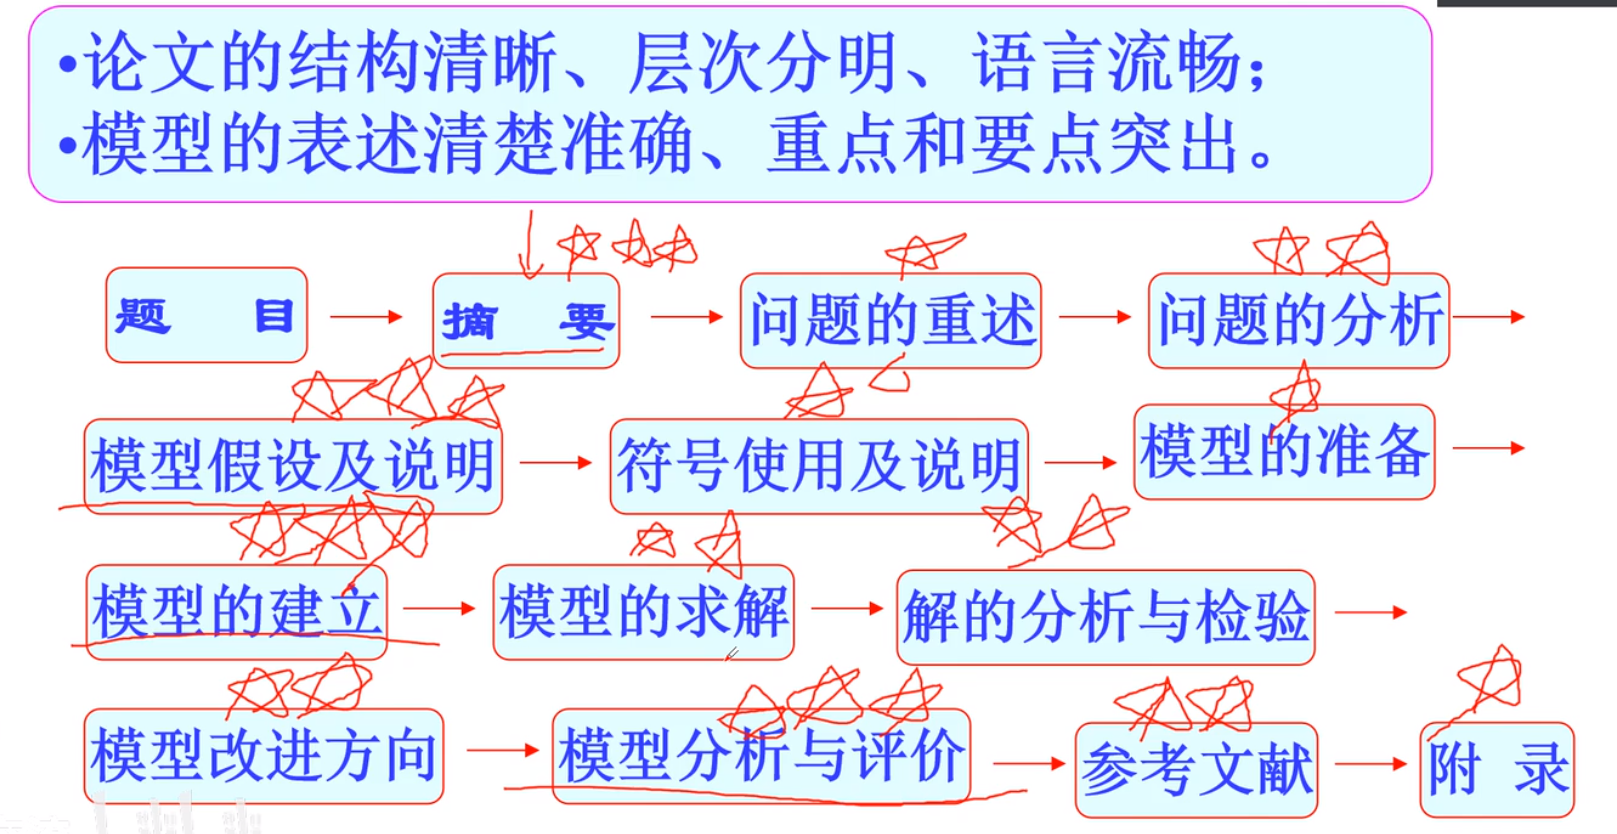 •论文的结构清晰、层次分明、语言流畅;
•模型的表述清楚准确、重点和要点突出。
题 目
摘 要
问题的重述
问题的分析
模型假设及说明
符号使用及说明
模型的准备
模型的建立
模型的求解
解的分析与检验
模型改进方向
模型分析与评价
参考文献
附 录